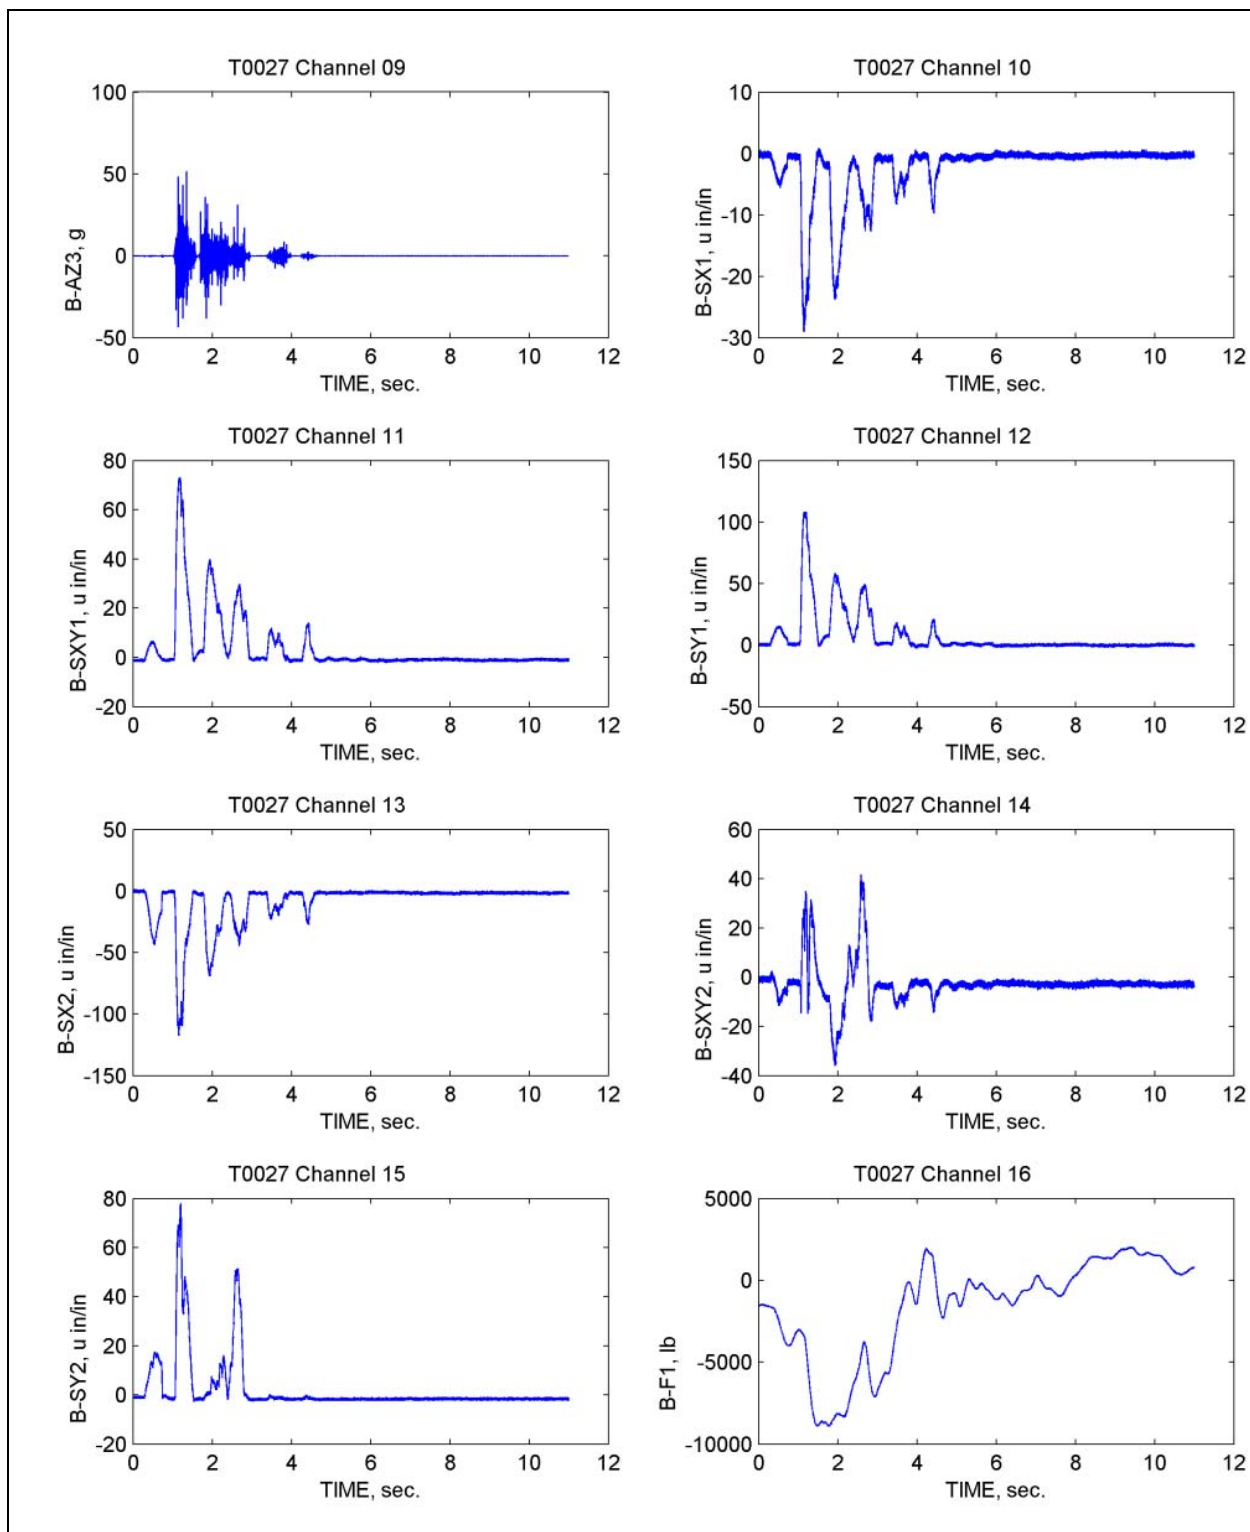 T0027 Channel 09
100
50
0
-50
B-AZ3, g
0 2 4 6 8 10 12
TIME, sec.
T0027 Channel 10
10
0
-10
-20
-30
B-SX1, u in/in
0 2 4 6 8 10 12
TIME, sec.
T0027 Channel 11
80
60
40
20
0
-20
B-SXY1, u in/in
0 2 4 6 8 10 12
TIME, sec.
T0027 Channel 12
150
100
50
0
-50
B-SY1, u in/in
0 2 4 6 8 10 12
TIME, sec.
T0027 Channel 13
50
0
-50
-100
-150
B-SX2, u in/in
0 2 4 6 8 10 12
TIME, sec.
T0027 Channel 14
60
40
20
0
-20
-40
B-SXY2, u in/in
0 2 4 6 8 10 12
TIME, sec.
T0027 Channel 15
80
60
40
20
0
-20
B-SY2, u in/in
0 2 4 6 8 10 12
TIME, sec.
T0027 Channel 16
5000
0
-5000
-10000
B-F1, lb
0 2 4 6 8 10 12
TIME, sec.